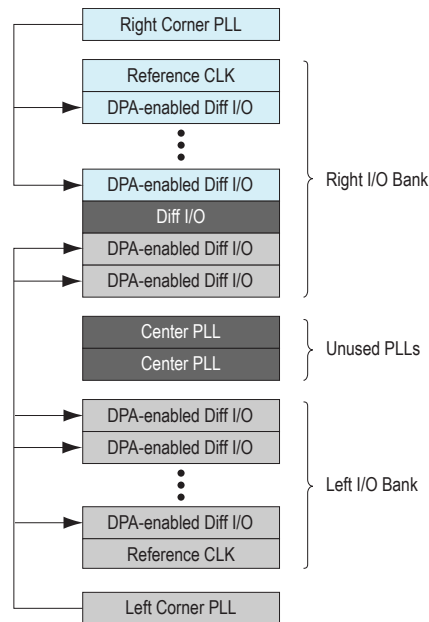 Right Corner PLL
Reference CLK
DPA-enabled Diff I/O
DPA-enabled Diff I/O
Diff I/O
DPA-enabled Diff I/O
DPA-enabled Diff I/O
Right I/O Bank
Center PLL
Center PLL
Unused PLLs
DPA-enabled Diff I/O
DPA-enabled Diff I/O
DPA-enabled Diff I/O
Reference CLK
Left I/O Bank
Left Corner PLL